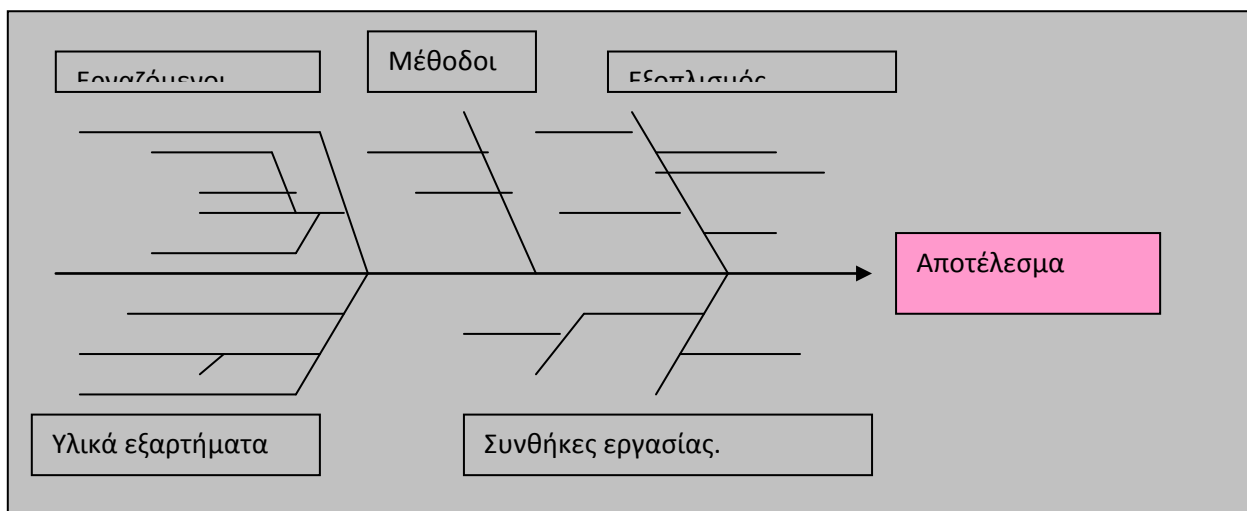 Εργαζόμενοι
Μέθοδοι
Εξοπλισμός
Αποτέλεσμα
Υλικά εξαρτήματα
Συνθήκες εργασίας.